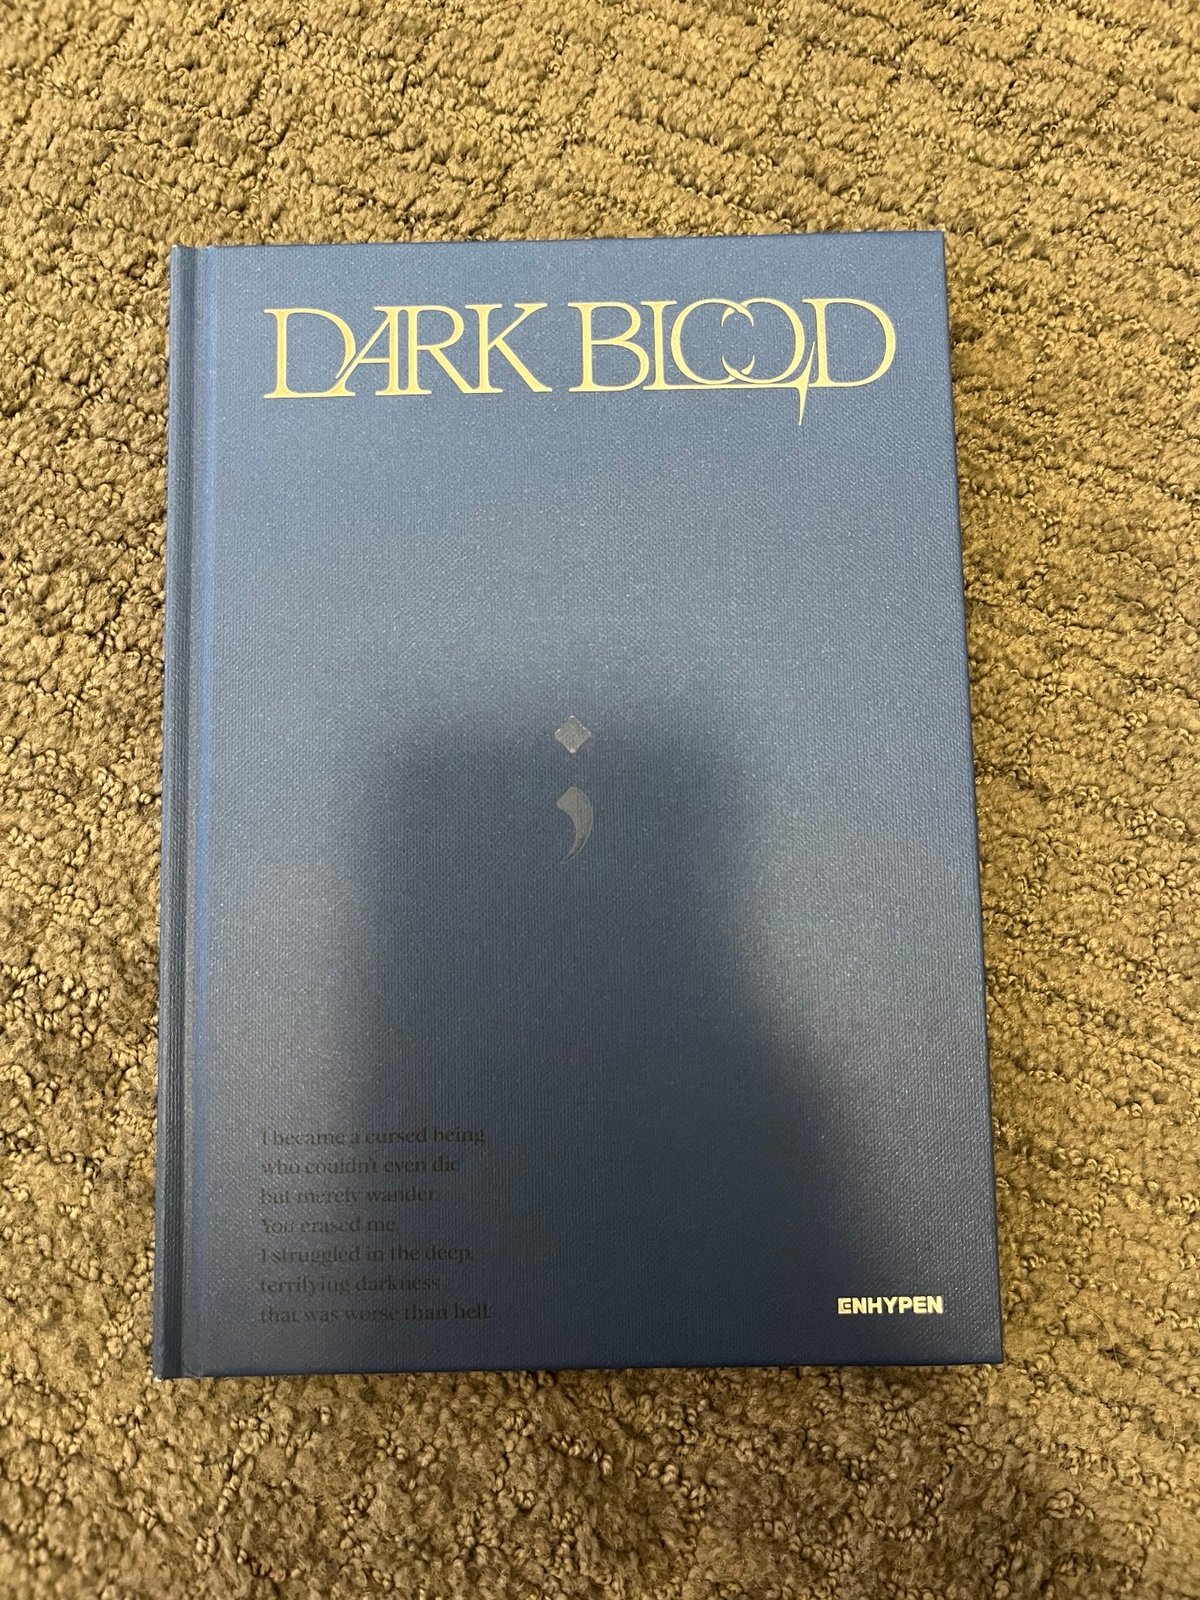 DARK BLOOD
;
I became a cursed being
who couldn't even die
but merely wander.
You erased me.
I struggled in the deep,
terrifying darkness
that was worse than hell.
ENHYPEN